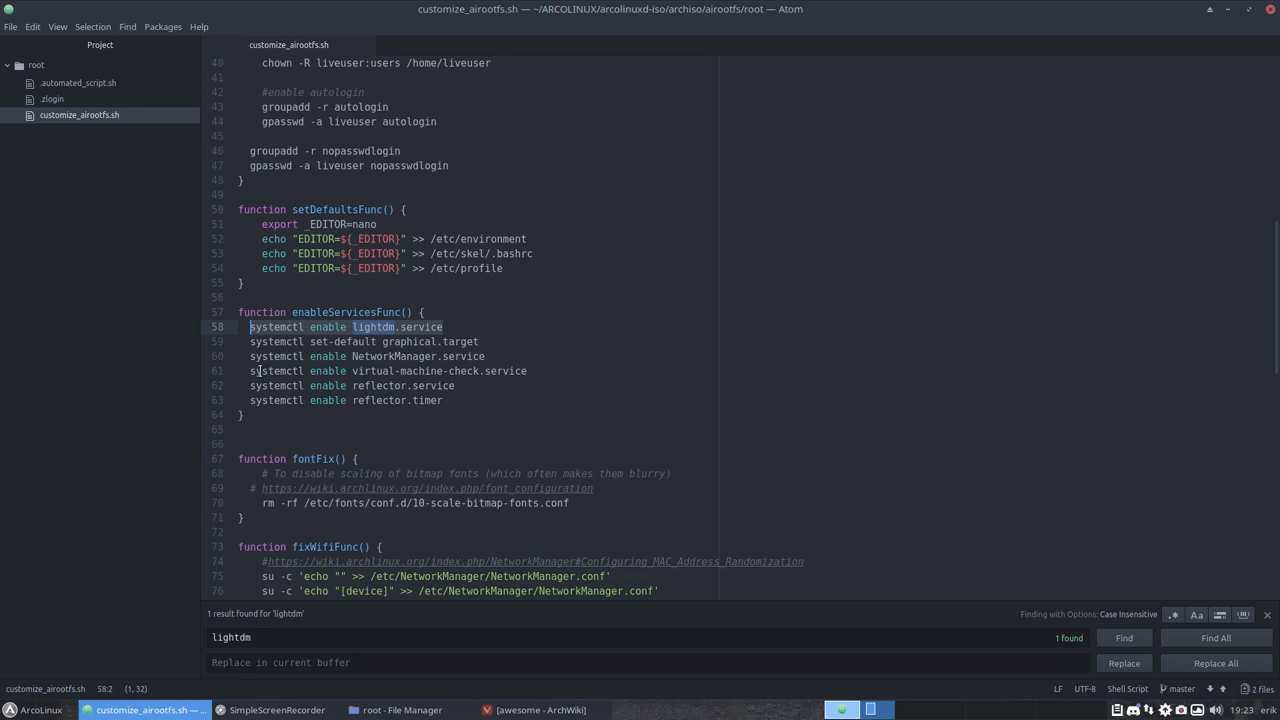 customize_airootfs.sh — ~/ARCOLINUX/arcolinuxd-iso/archiso/airootfs/root — Atom
File Edit View Selection Find Packages Help
Project
customize_airootfs.sh
root
.automated_script.sh
.zlogin
customize_airootfs.sh
40 chown -R liveuser:users /home/liveuser
41
42 #enable autologin
43 groupadd -r autologin
44 gpasswd -a liveuser autologin
45
46 groupadd -r nopasswdlogin
47 gpasswd -a liveuser nopasswdlogin
48 }
49
50 function setDefaultsFunc() {
51 export _EDITOR=nano
52 echo "EDITOR=${_EDITOR}" >> /etc/environment
53 echo "EDITOR=${_EDITOR}" >> /etc/skel/.bashrc
54 echo "EDITOR=${_EDITOR}" >> /etc/profile
55 }
56
57 function enableServicesFunc() {
58 systemctl enable lightdm.service
59 systemctl set-default graphical.target
60 systemctl enable NetworkManager.service
61 systemctl enable virtual-machine-check.service
62 systemctl enable reflector.service
63 systemctl enable reflector.timer
64 }
65
66
67 function fontFix() {
68 # To disable scaling of bitmap fonts (which often makes them blurry)
69 # https://wiki.archlinux.org/index.php/font_configuration
70 rm -rf /etc/fonts/conf.d/10-scale-bitmap-fonts.conf
71 }
72
73 function fixWifiFunc() {
74 #https://wiki.archlinux.org/index.php/NetworkManager#Configuring_MAC_Address_Randomization
75 su -c 'echo "" >> /etc/NetworkManager/NetworkManager.conf'
76 su -c 'echo "[device]" >> /etc/NetworkManager/NetworkManager.conf'
1 result found for 'lightdm' Finding with Options: Case Insensitive .* Aa
lightdm 1 found Find Find All
Replace in current buffer Replace Replace All
customize_airootfs.sh 58:2 (1, 32) LF UTF-8 Shell Script master 2 files
ArcoLinux customize_airootfs.sh — ... SimpleScreenRecorder root - File Manager [awesome - ArchWiki] 19:23 erik